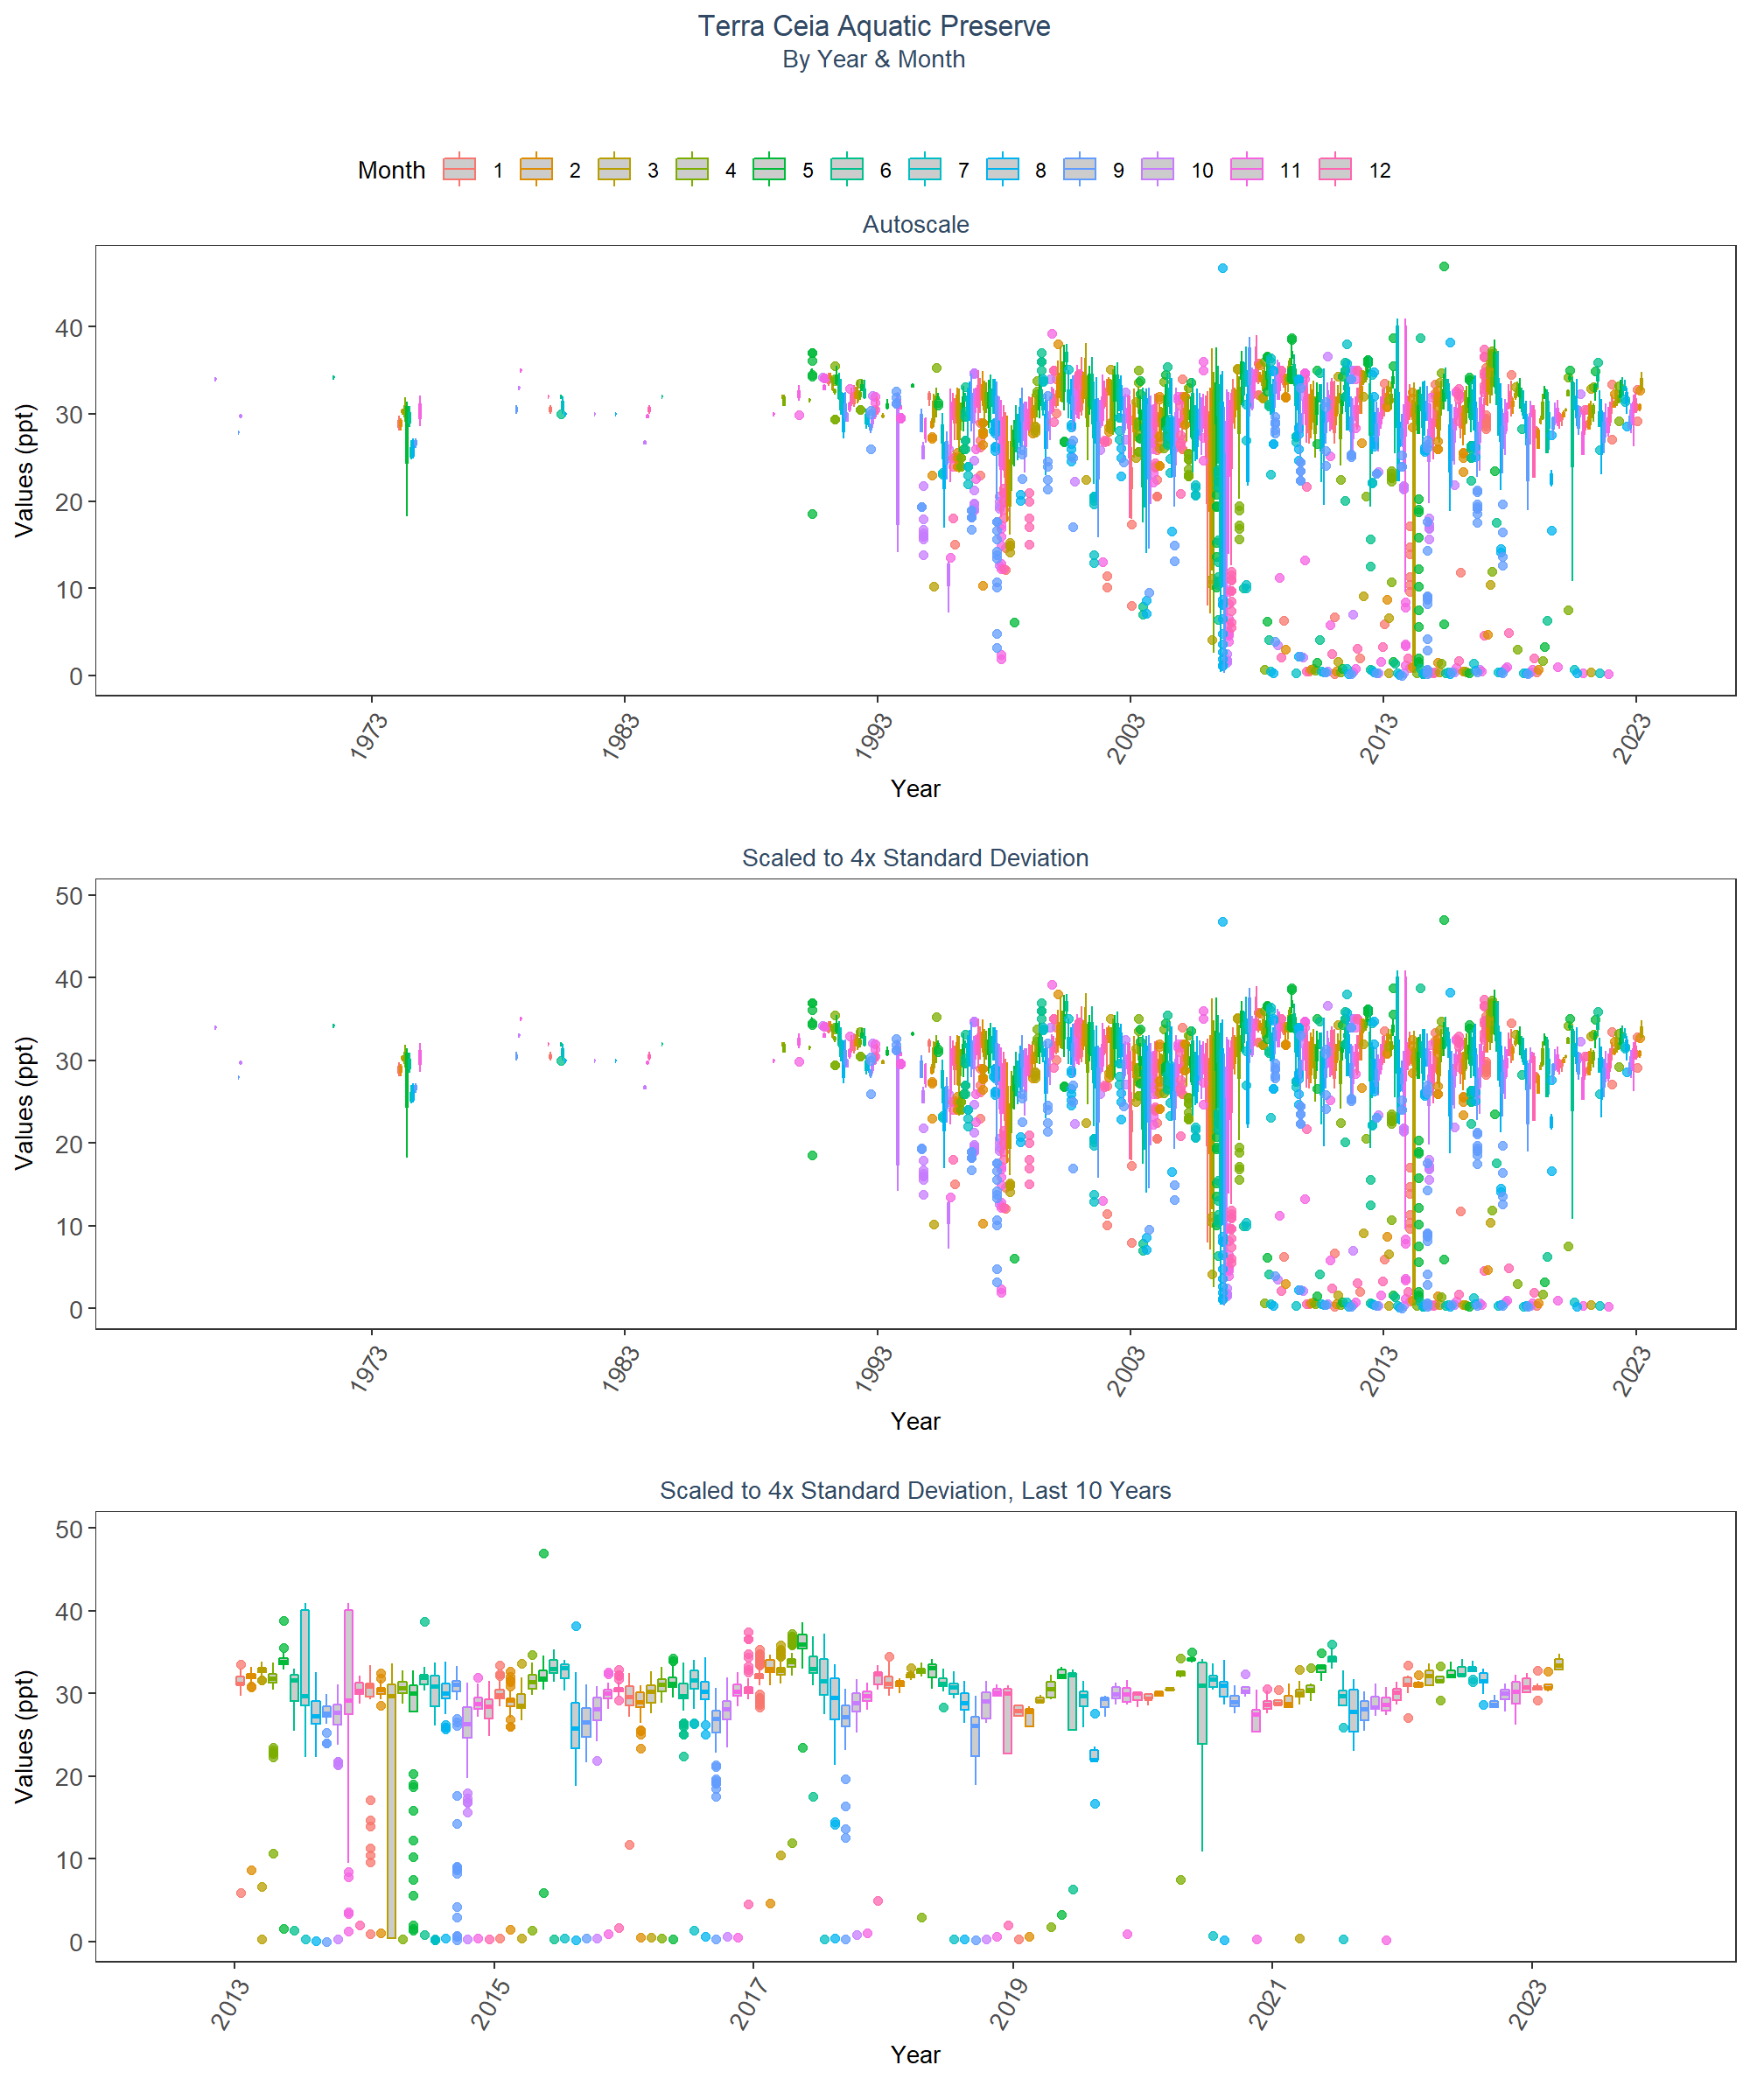 Terra Ceia Aquatic Preserve
By Year & Month
Month 1 2 3 4 5 6 7 8 9 10 11 12
Autoscale
Values (ppt)
40
30
20
10
0
1973 1983 1993 2003 2013 2023
Year
Scaled to 4x Standard Deviation
Values (ppt)
50
40
30
20
10
0
1973 1983 1993 2003 2013 2023
Year
Scaled to 4x Standard Deviation, Last 10 Years
Values (ppt)
50
40
30
20
10
0
2013 2015 2017 2019 2021 2023
Year